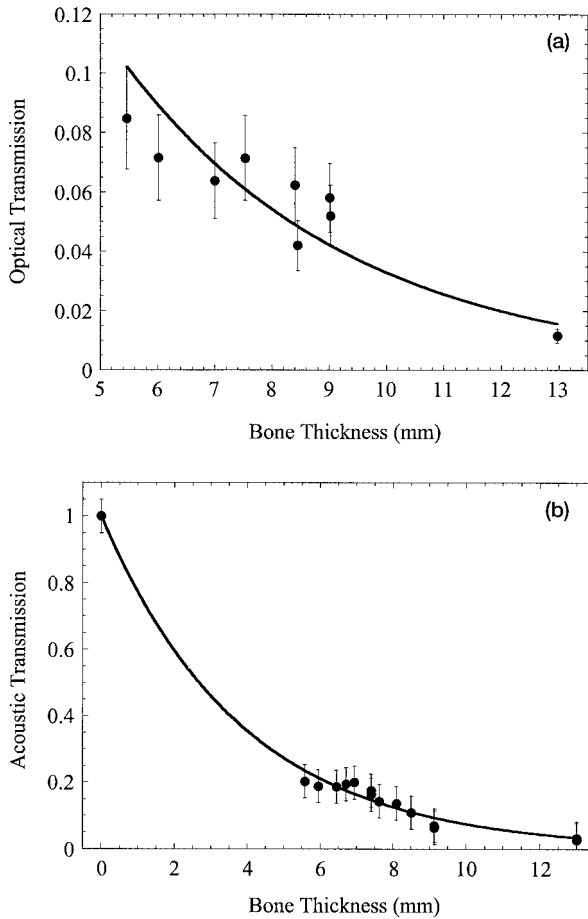 (a)
0.12
0.1
0.08
0.06
0.04
0.02
0
Optical Transmission
5 6 7 8 9 10 11 12 13
Bone Thickness (mm)
(b)
1
0.8
0.6
0.4
0.2
0
Acoustic Transmission
0 2 4 6 8 10 12
Bone Thickness (mm)